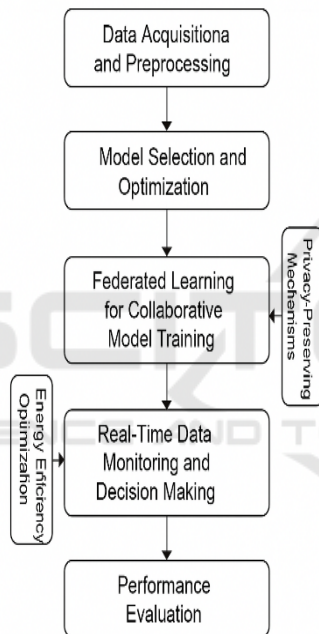 Data Acquisitiona
and Preprocessing
Model Selection and
Optimization
Federated Learning
for Collaborative
Model Training
Privacy-Preserving
Mechanisms
Real-Time Data
Monitoring and
Decision Making
Energy Efficiency
Optimization
Performance
Evaluation